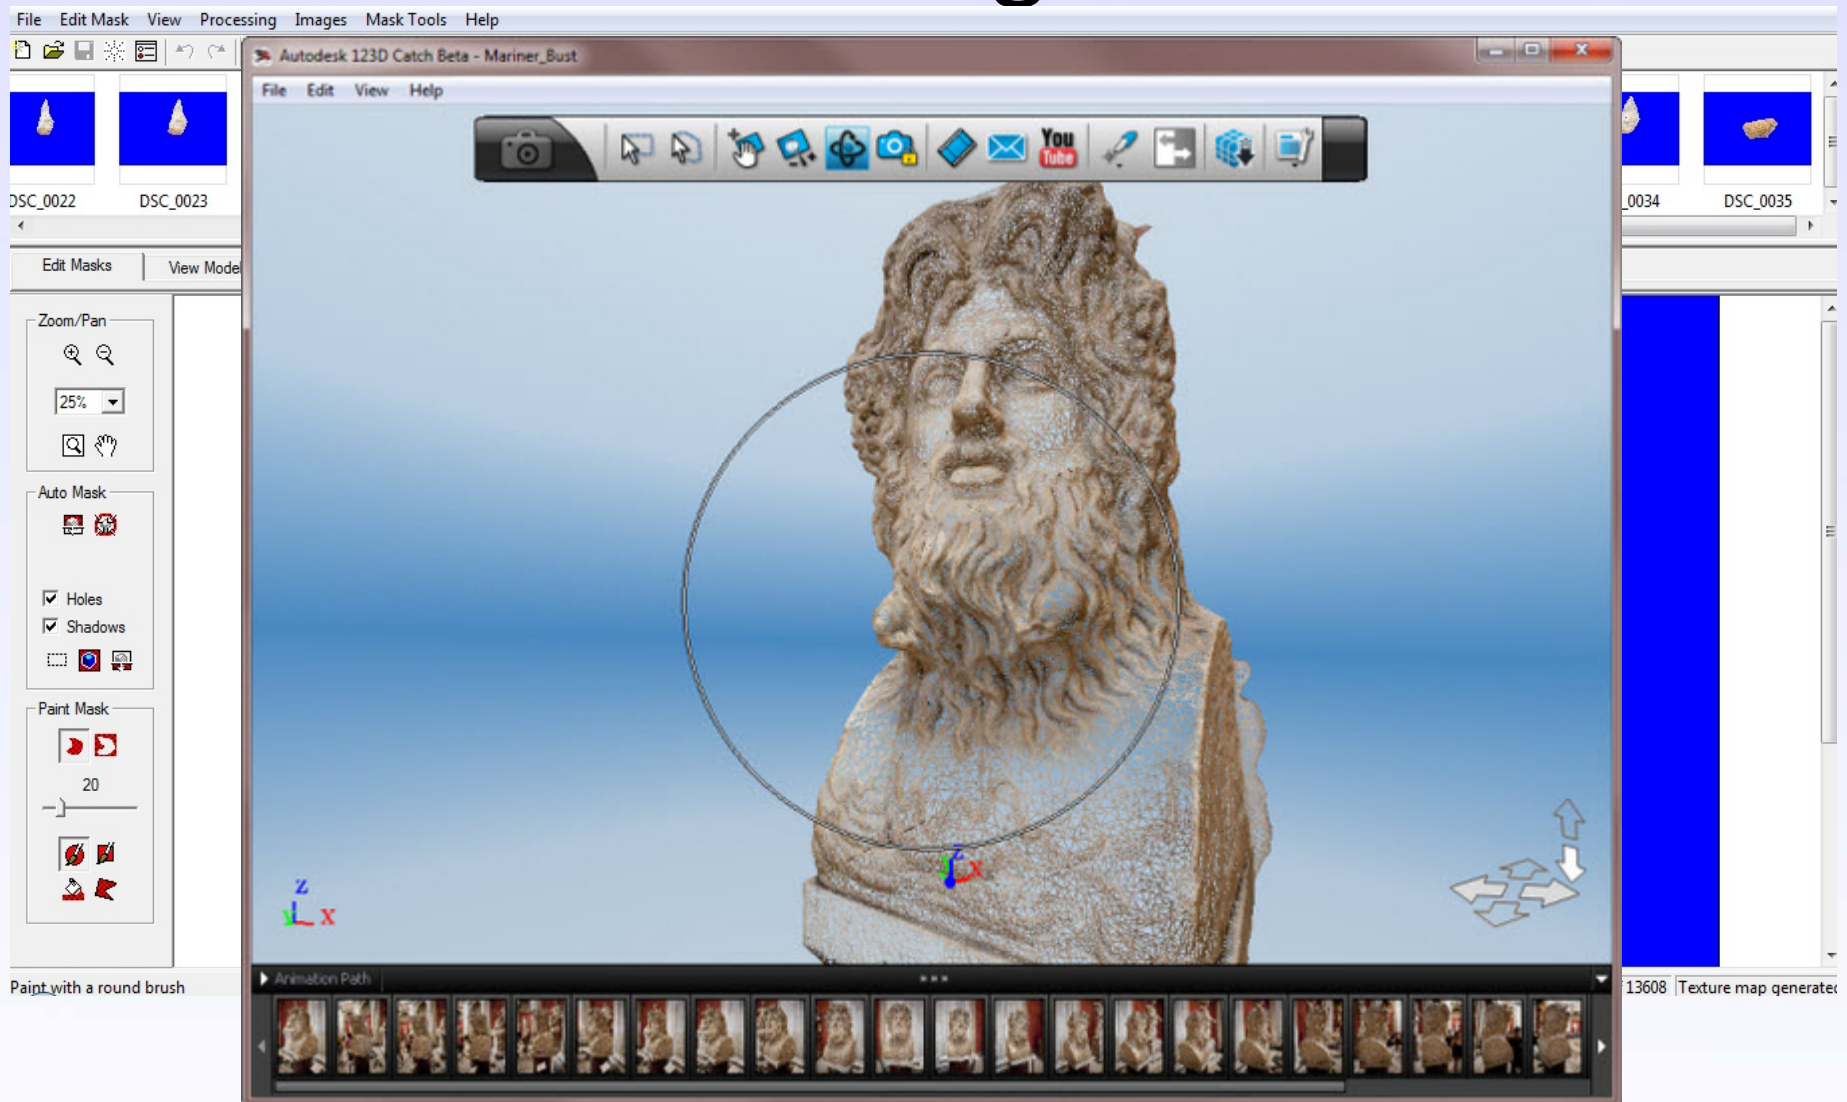 File Edit Mask View Processing Images Mask Tools Help
Autodesk 123D Catch Beta - Mariner_Bust
File Edit View Help
You
Tube
DSC_0022 DSC_0023 _0034 DSC_0035
Edit Masks View Model
Zoom/Pan
25%
Auto Mask
Holes
Shadows
Paint Mask
20
z
y x
z
x
Animation Path
Paint with a round brush
13608 Texture map generated